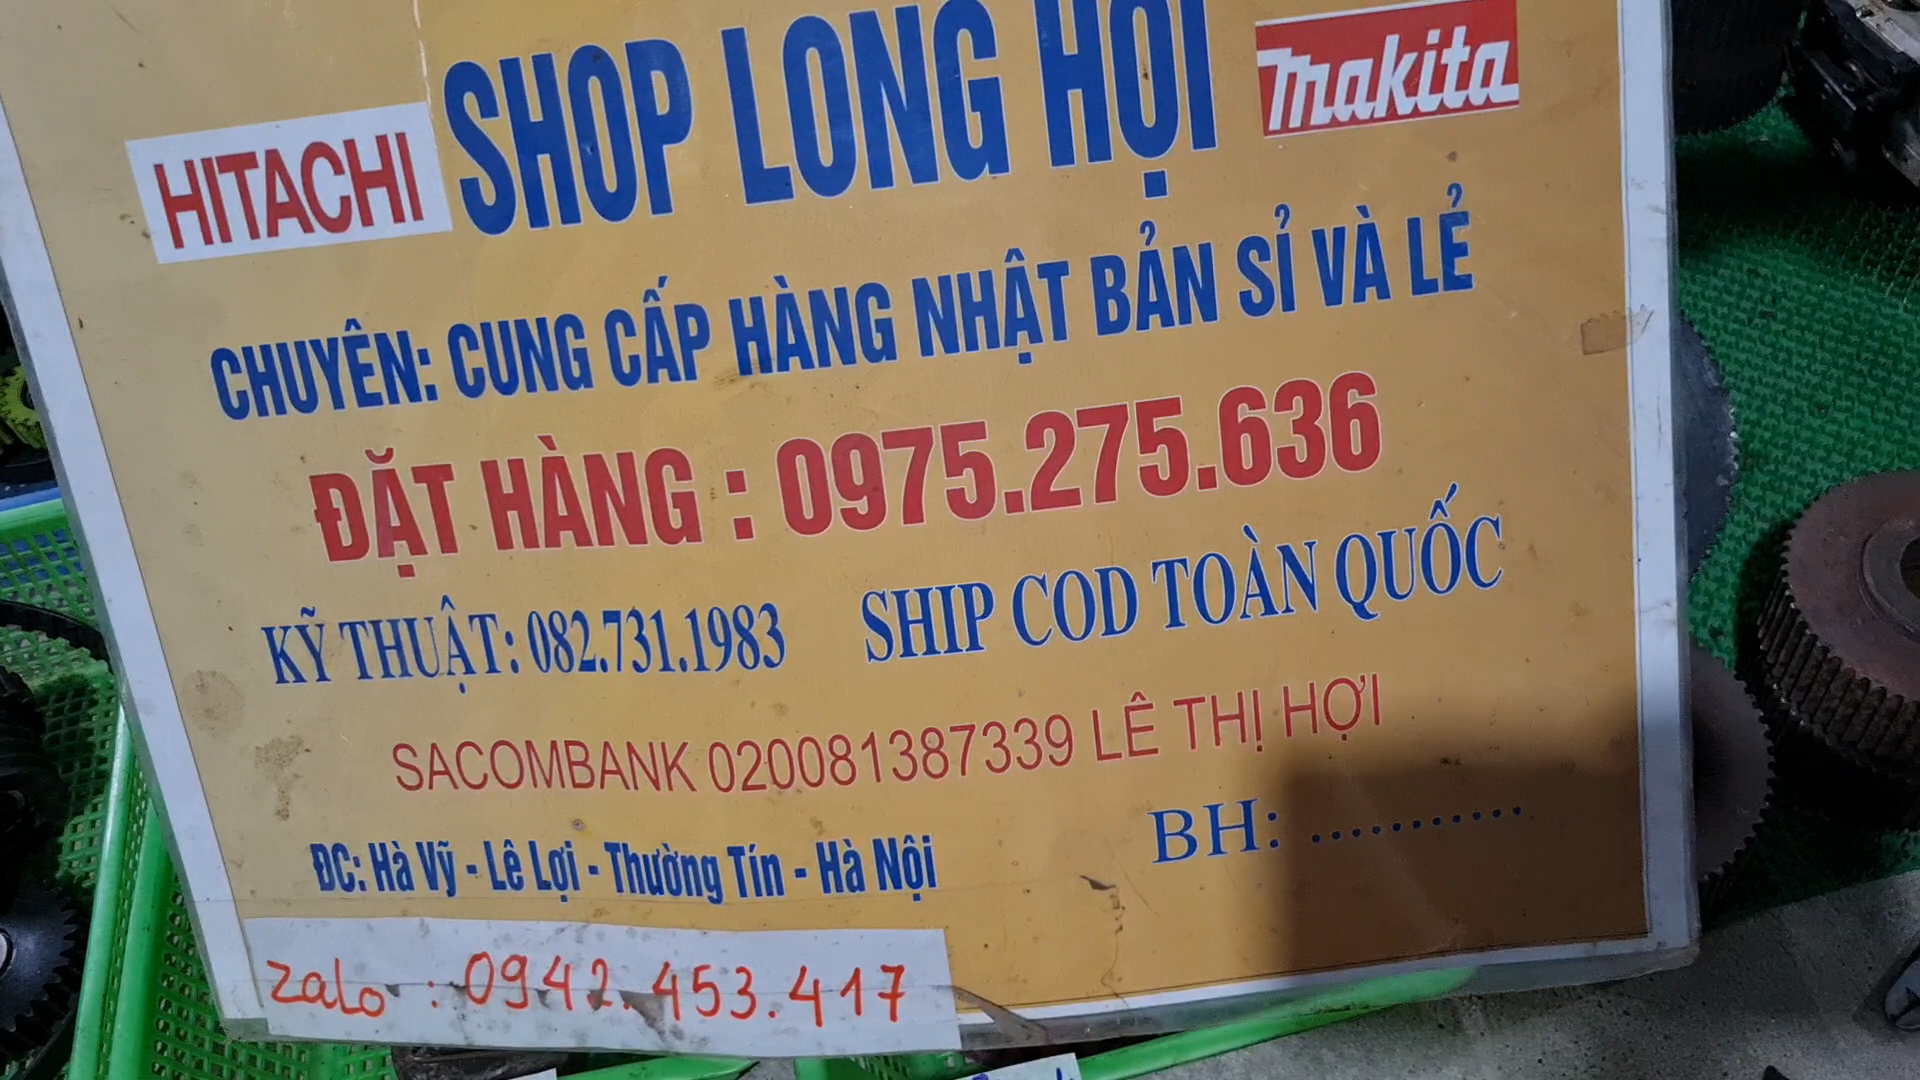 HITACHI SHOP LONG HỢI makita
CHUYÊN: CUNG CẤP HÀNG NHẬT BẢN SỈ VÀ LẺ
ĐẶT HÀNG : 0975.275.636
KỸ THUẬT: 082.731.1983 SHIP COD TOÀN QUỐC
SACOMBANK 020081387339 LÊ THỊ HỢI
ĐC: Hà Vỹ - Lê Lợi - Thường Tín - Hà Nội BH: ...........
zalo : 0942.453.417